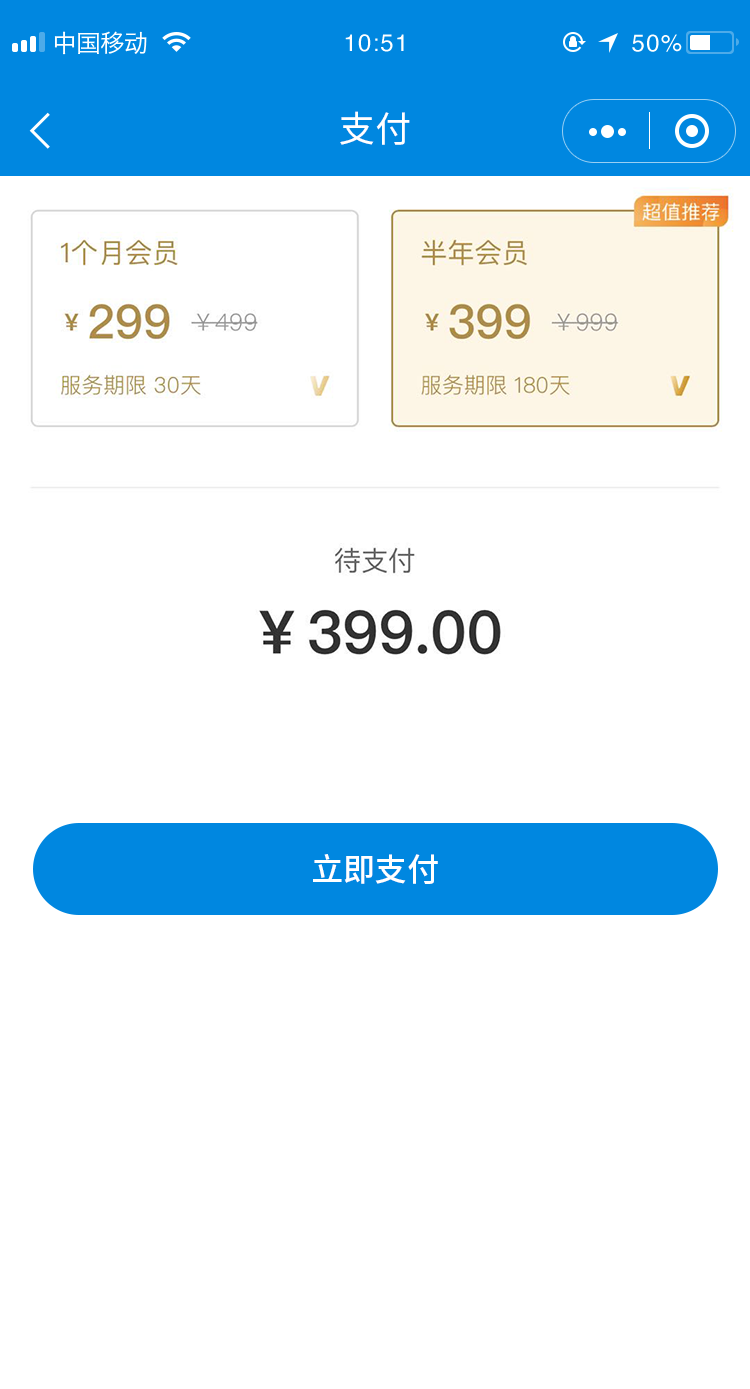 中国移动
10:51
50%
支付
超值推荐
1个月会员
¥ 299 ¥499
服务期限 30天
半年会员
¥ 399 ¥999
服务期限 180天
待支付
¥ 399.00
立即支付